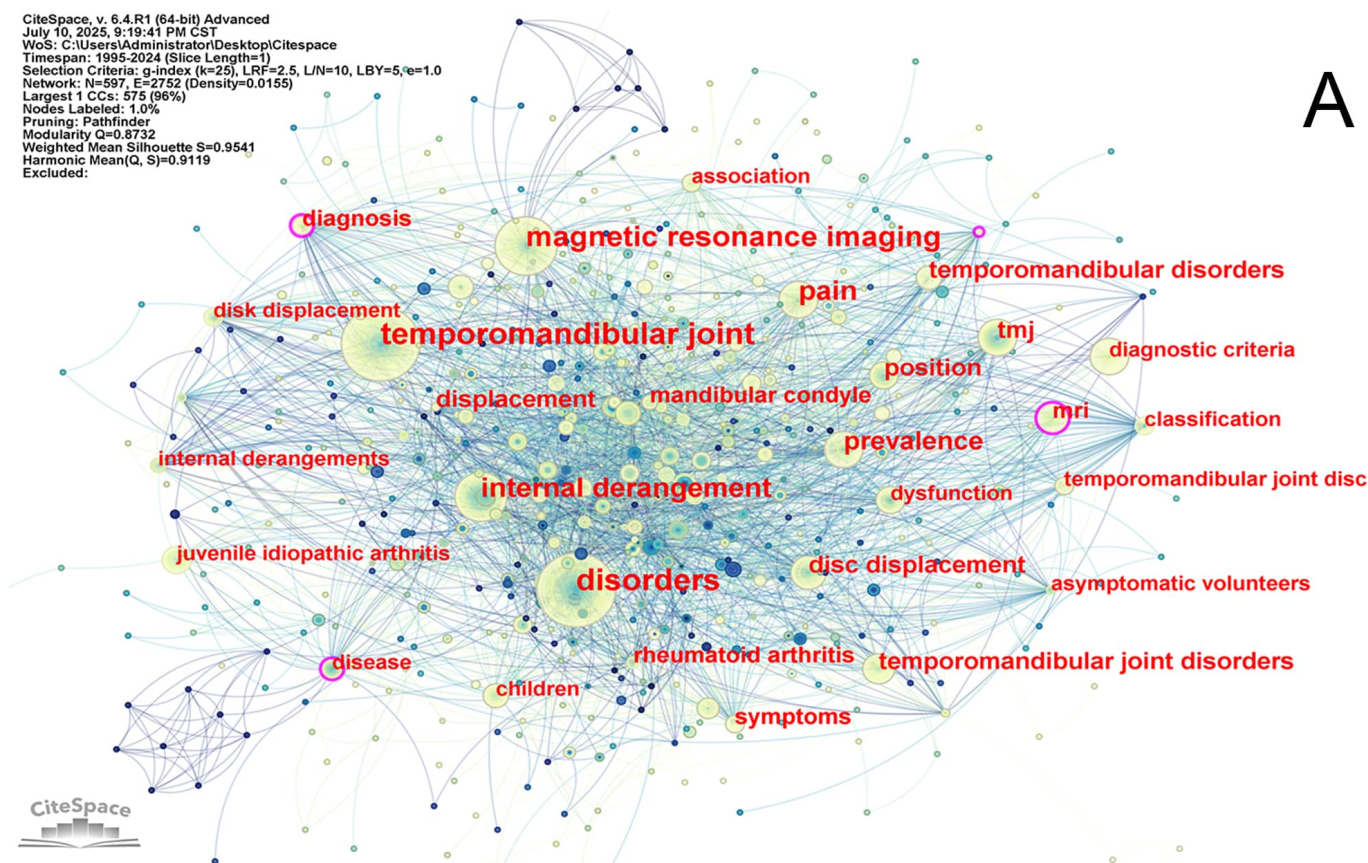 CiteSpace, v. 6.4.R1 (64-bit) Advanced
July 10, 2025, 9:19:41 PM CST
WoS: C:\Users\Administrator\Desktop\Citespace
Timespan: 1995-2024 (Slice Length=1)
Selection Criteria: g-index (k=25), LRF=2.5, L/N=10, LBY=5, e=1.0
Network: N=597, E=2752 (Density=0.0155)
Largest 1 CCs: 575 (96%)
Nodes Labeled: 1.0%
Pruning: Pathfinder
Modularity Q=0.8732
Weighted Mean Silhouette S=0.9541
Harmonic Mean(Q, S)=0.9119
Excluded:
A
association
diagnosis
magnetic resonance imaging
temporomandibular disorders
pain
disk displacement
temporomandibular joint
tmj
diagnostic criteria
position
displacement
mandibular condyle
mri
classification
prevalence
internal derangements
temporomandibular joint disc
internal derangement
dysfunction
juvenile idiopathic arthritis
disc displacement
disorders
asymptomatic volunteers
disease
rheumatoid arthritis
temporomandibular joint disorders
children
symptoms
CiteSpace